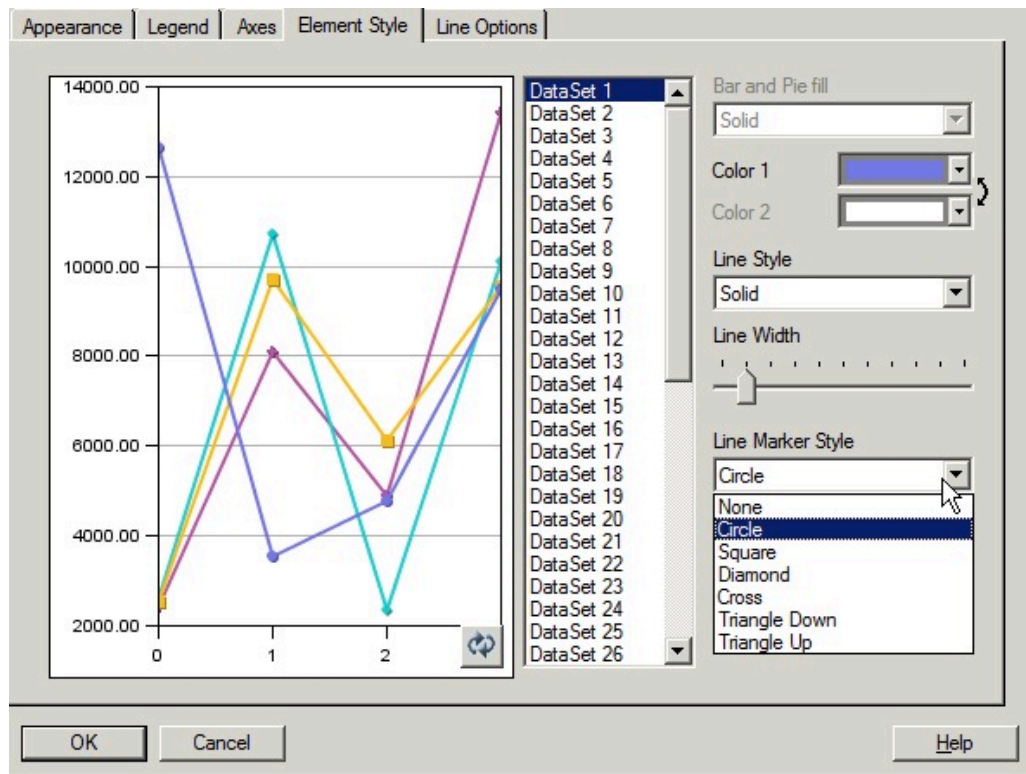 Appearance Legend Axes Element Style Line Options
14000.00
12000.00
10000.00
8000.00
6000.00
4000.00
2000.00
0 1 2
DataSet 1
DataSet 2
DataSet 3
DataSet 4
DataSet 5
DataSet 6
DataSet 7
DataSet 8
DataSet 9
DataSet 10
DataSet 11
DataSet 12
DataSet 13
DataSet 14
DataSet 15
DataSet 16
DataSet 17
DataSet 18
DataSet 19
DataSet 20
DataSet 21
DataSet 22
DataSet 23
DataSet 24
DataSet 25
DataSet 26
Bar and Pie fill
Solid
Color 1
Color 2
Line Style
Solid
Line Width
Line Marker Style
Circle
None
Circle
Square
Diamond
Cross
Triangle Down
Triangle Up
OK Cancel Help